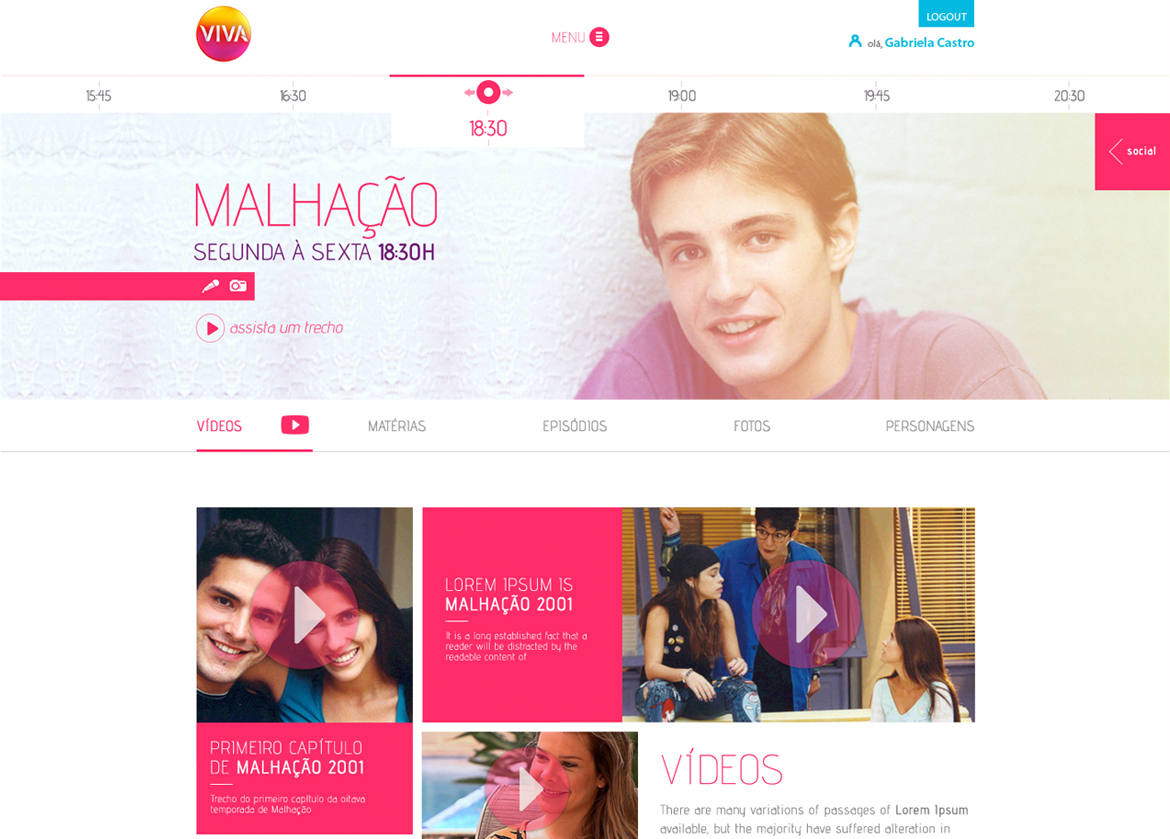 VIVA
MENU
LOGOUT
olá, Gabriela Castro
15:45
16:30
18:30
19:00
19:45
20:30
social
MALHAÇÃO
SEGUNDA À SEXTA 18:30H
assista um trecho
VÍDEOS
MATÉRIAS
EPISÓDIOS
FOTOS
PERSONAGENS
LOREM IPSUM IS
MALHAÇÃO 2001
It is a long established fact that a
reader will be distracted by the
readable content of
PRIMEIRO CAPÍTULO
DE MALHAÇÃO 2001
Trecho do primeiro capítulo da oitava
temporada de Malhação
VÍDEOS
There are many variations of passages of Lorem Ipsum
available, but the majority have suffered alteration in